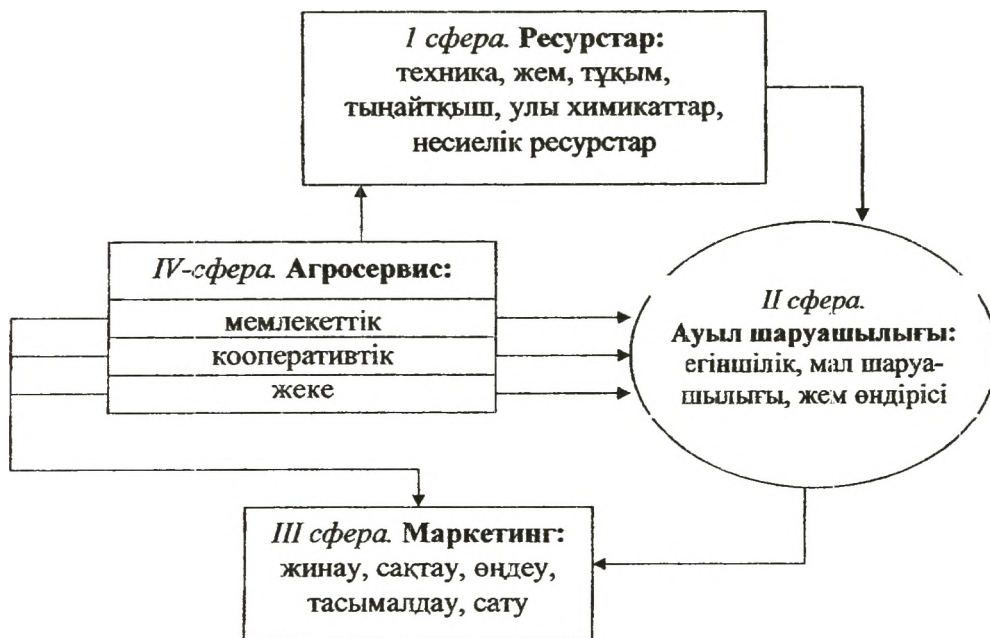 I сфера. Ресурстар:
техника, жем, тұқым,
тыңайтқыш, улы химикаттар,
несиелік ресурстар
IV-сфера. Агросервис:
мемлекеттік
кооперативтік
жеке
II сфера.
Ауыл шаруашылығы:
егіншілік, мал шаруа-
шылығы, жем өндірісі
III сфера. Маркетинг:
жинау, сақтау, өңдеу,
тасымалдау, сату